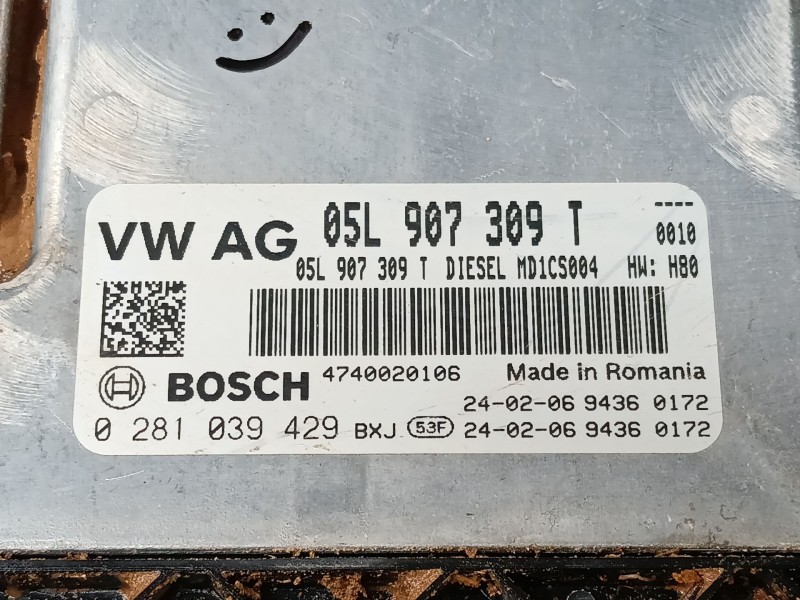 VW AG 05L 907 309 T ----
0010
05L 907 309 T DIESEL MD1CS004 HW: H80
BOSCH 4740020106 Made in Romania
24-02-06 9436 0172
0 281 039 429 BXJ 53F 24-02-06 9436 0172